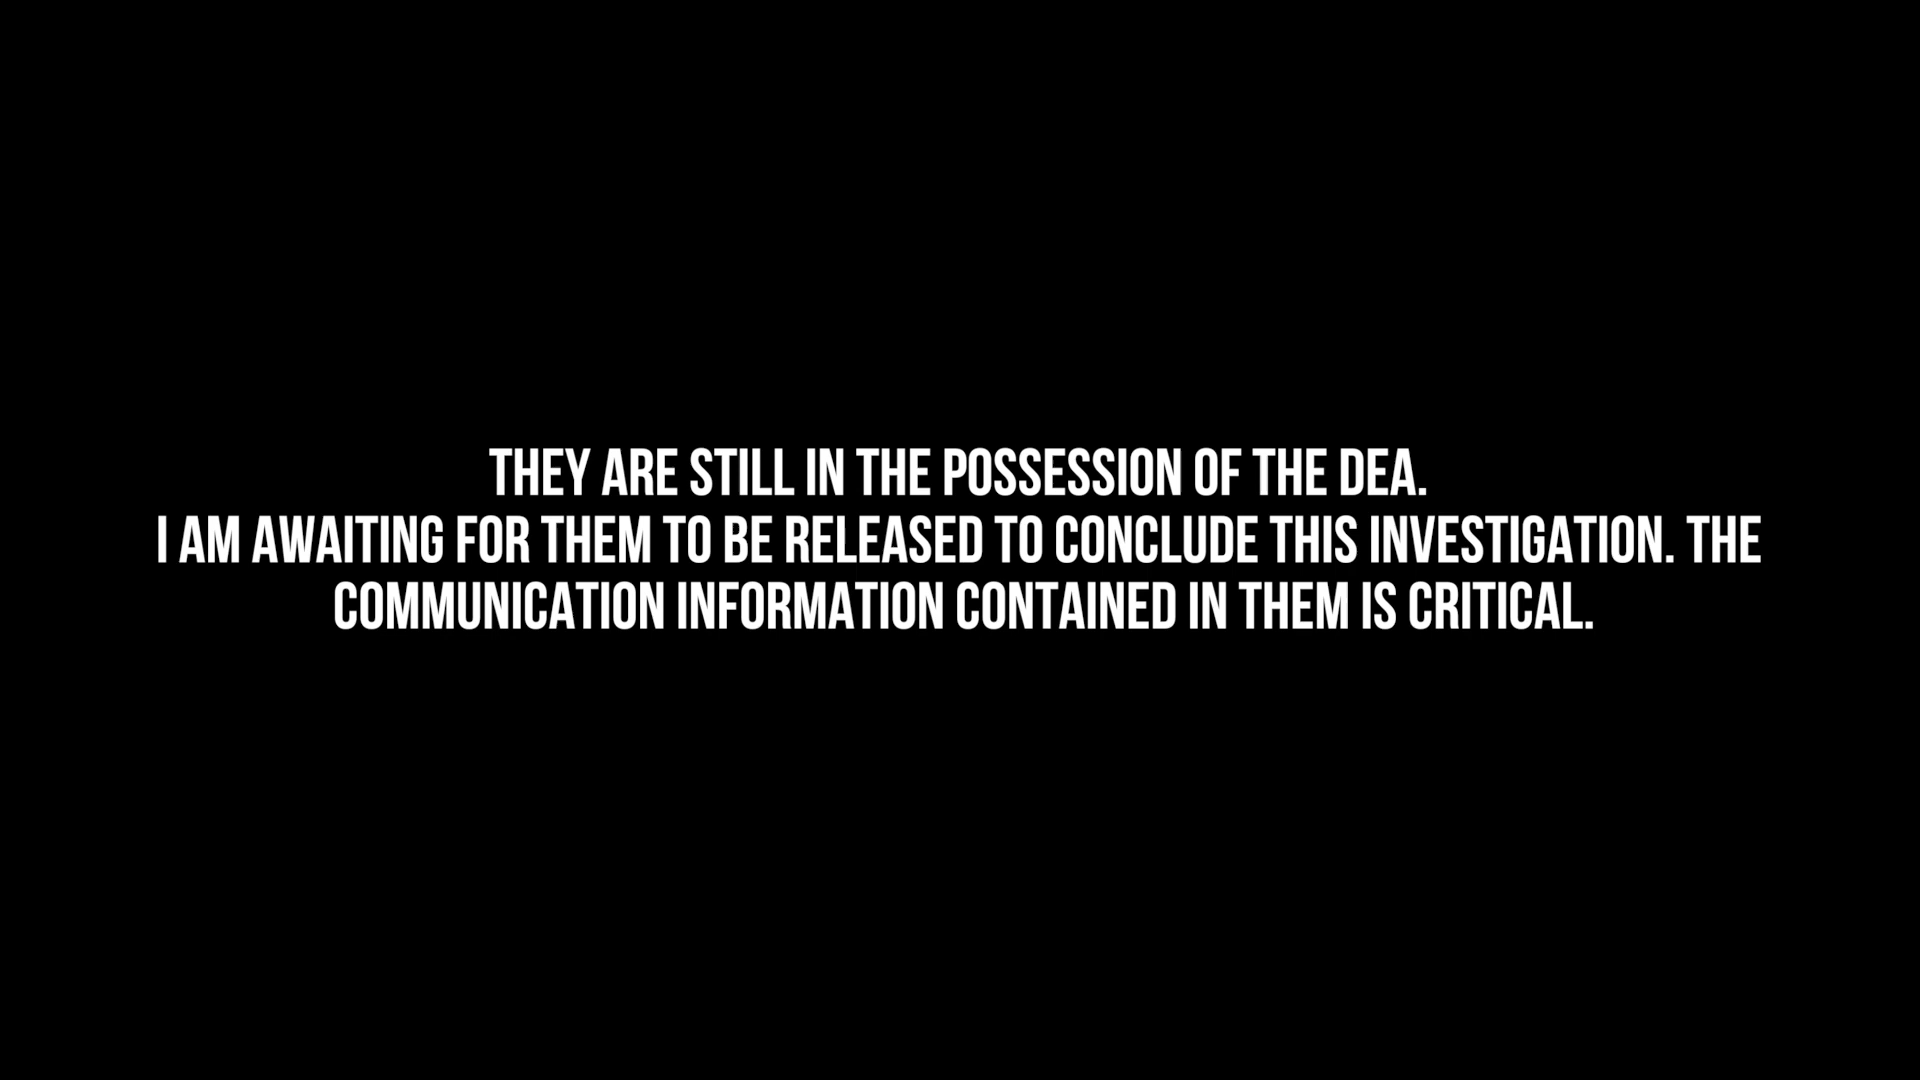 THEY ARE STILL IN THE POSSESSION OF THE DEA.
I AM AWAITING FOR THEM TO BE RELEASED TO CONCLUDE THIS INVESTIGATION. THE
COMMUNICATION INFORMATION CONTAINED IN THEM IS CRITICAL.